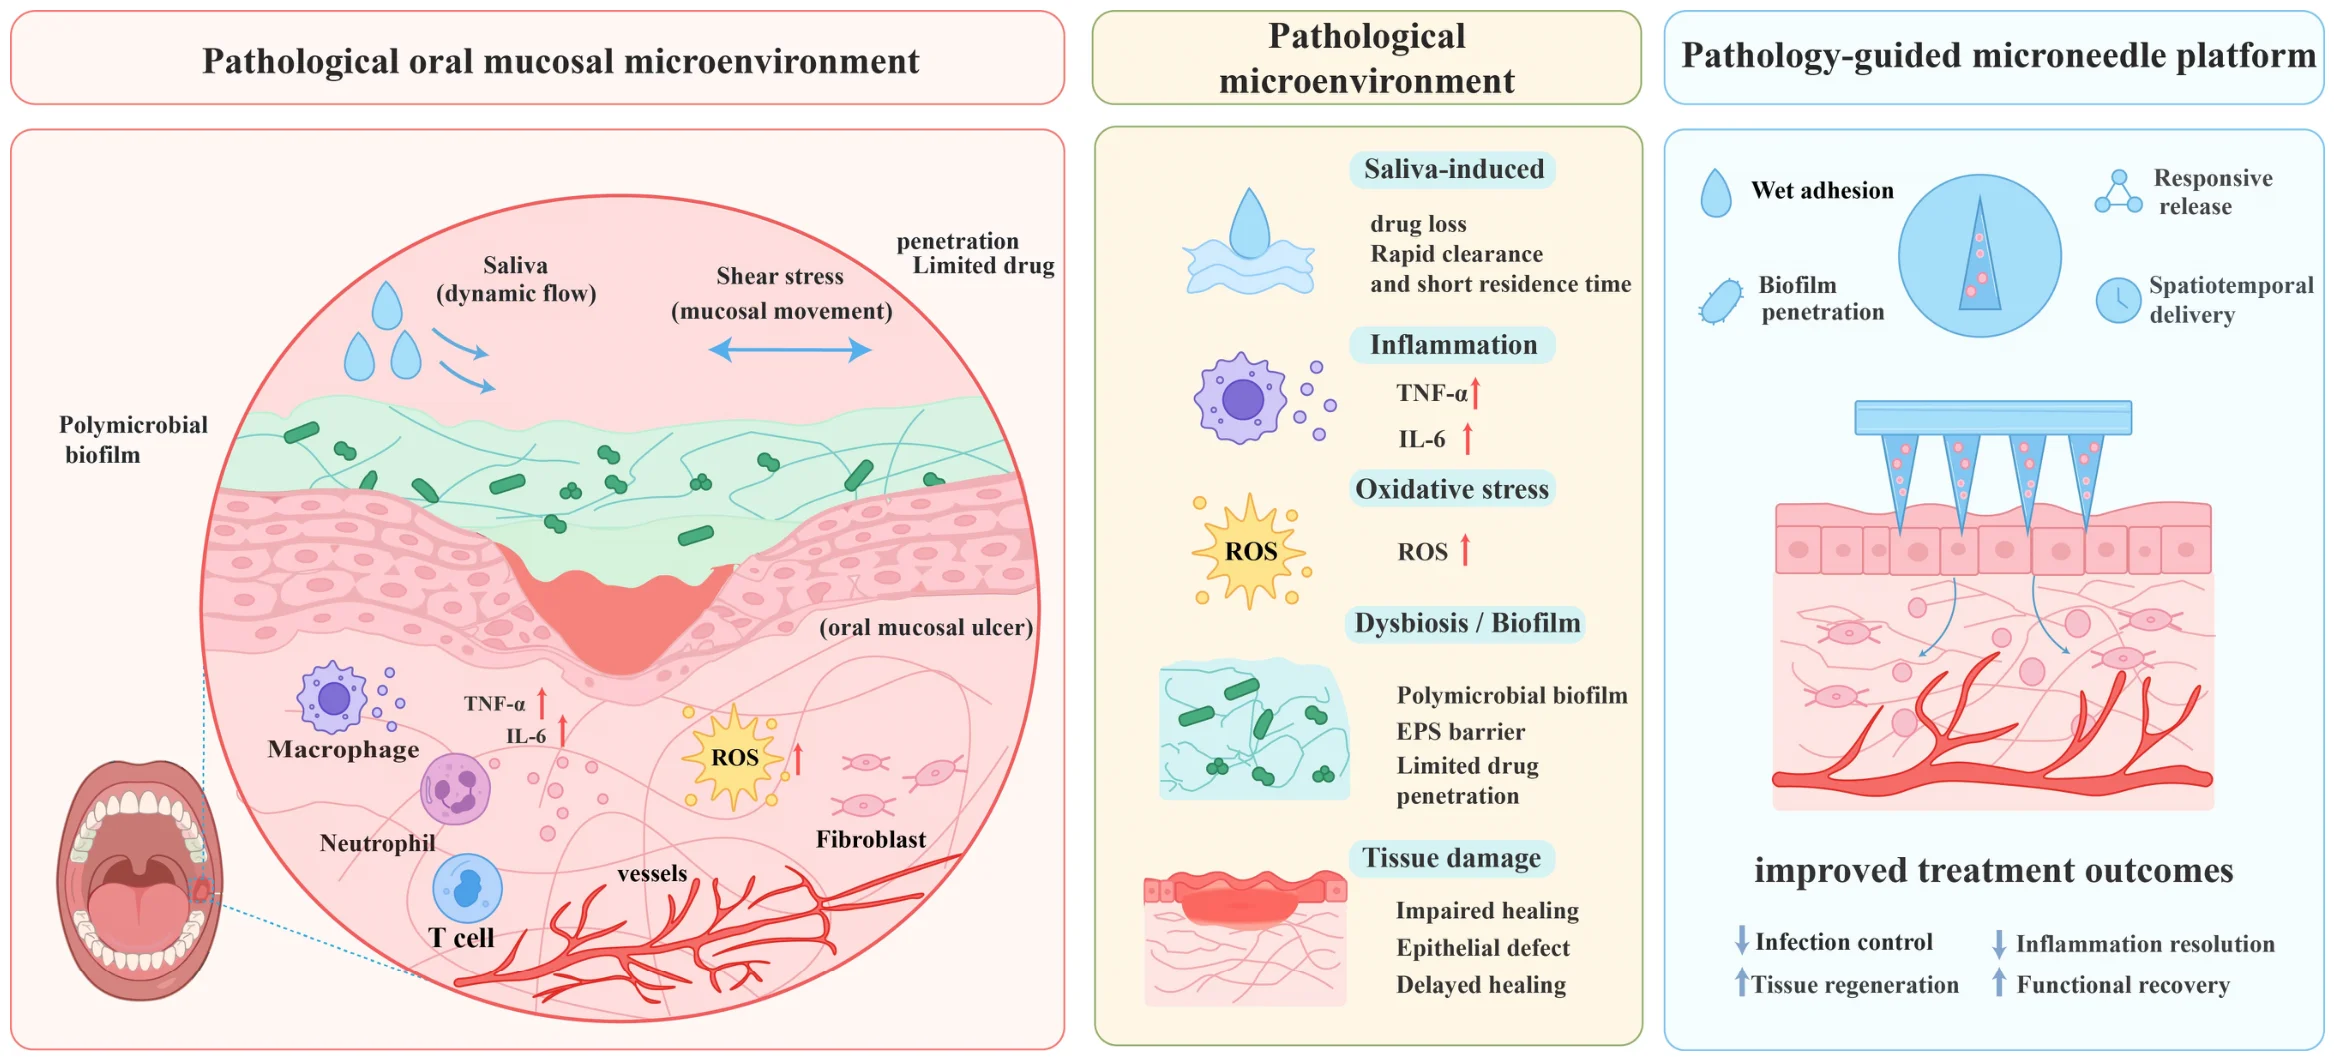 Pathological oral mucosal microenvironment
penetration
Limited drug
Saliva
(dynamic flow)
Shear stress
(mucosal movement)
Polymicrobial
biofilm
(oral mucosal ulcer)
TNF-α
IL-6
Macrophage
ROS
Neutrophil
Fibroblast
vessels
T cell
Pathological
microenvironment
Saliva-induced
drug loss
Rapid clearance
and short residence time
Inflammation
TNF-α
IL-6
Oxidative stress
ROS
ROS
Dysbiosis / Biofilm
Polymicrobial biofilm
EPS barrier
Limited drug
penetration
Tissue damage
Impaired healing
Epithelial defect
Delayed healing
Pathology-guided microneedle platform
Wet adhesion
Responsive
release
Biofilm
penetration
Spatiotemporal
delivery
improved treatment outcomes
Infection control
Inflammation resolution
Tissue regeneration
Functional recovery